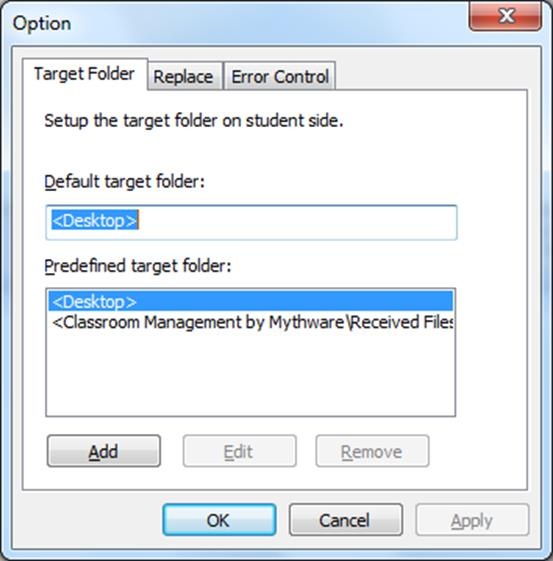 Option
Target Folder Replace Error Control
Setup the target folder on student side.
Default target folder:
<Desktop>
Predefined target folder:
<Desktop>
<Classroom Management by Mythware\Received Files
Add Edit Remove
OK Cancel Apply